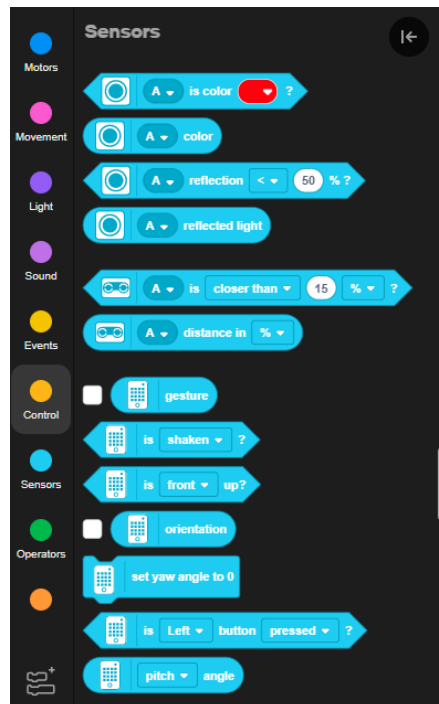 Sensors
Motors
Movement
Light
Sound
Events
Control
Sensors
Operators
A is color ?
A color
A reflection < 50 % ?
A reflected light
A is closer than 15 % ?
A distance in %
gesture
is shaken ?
is front up?
orientation
set yaw angle to 0
is Left button pressed ?
pitch angle